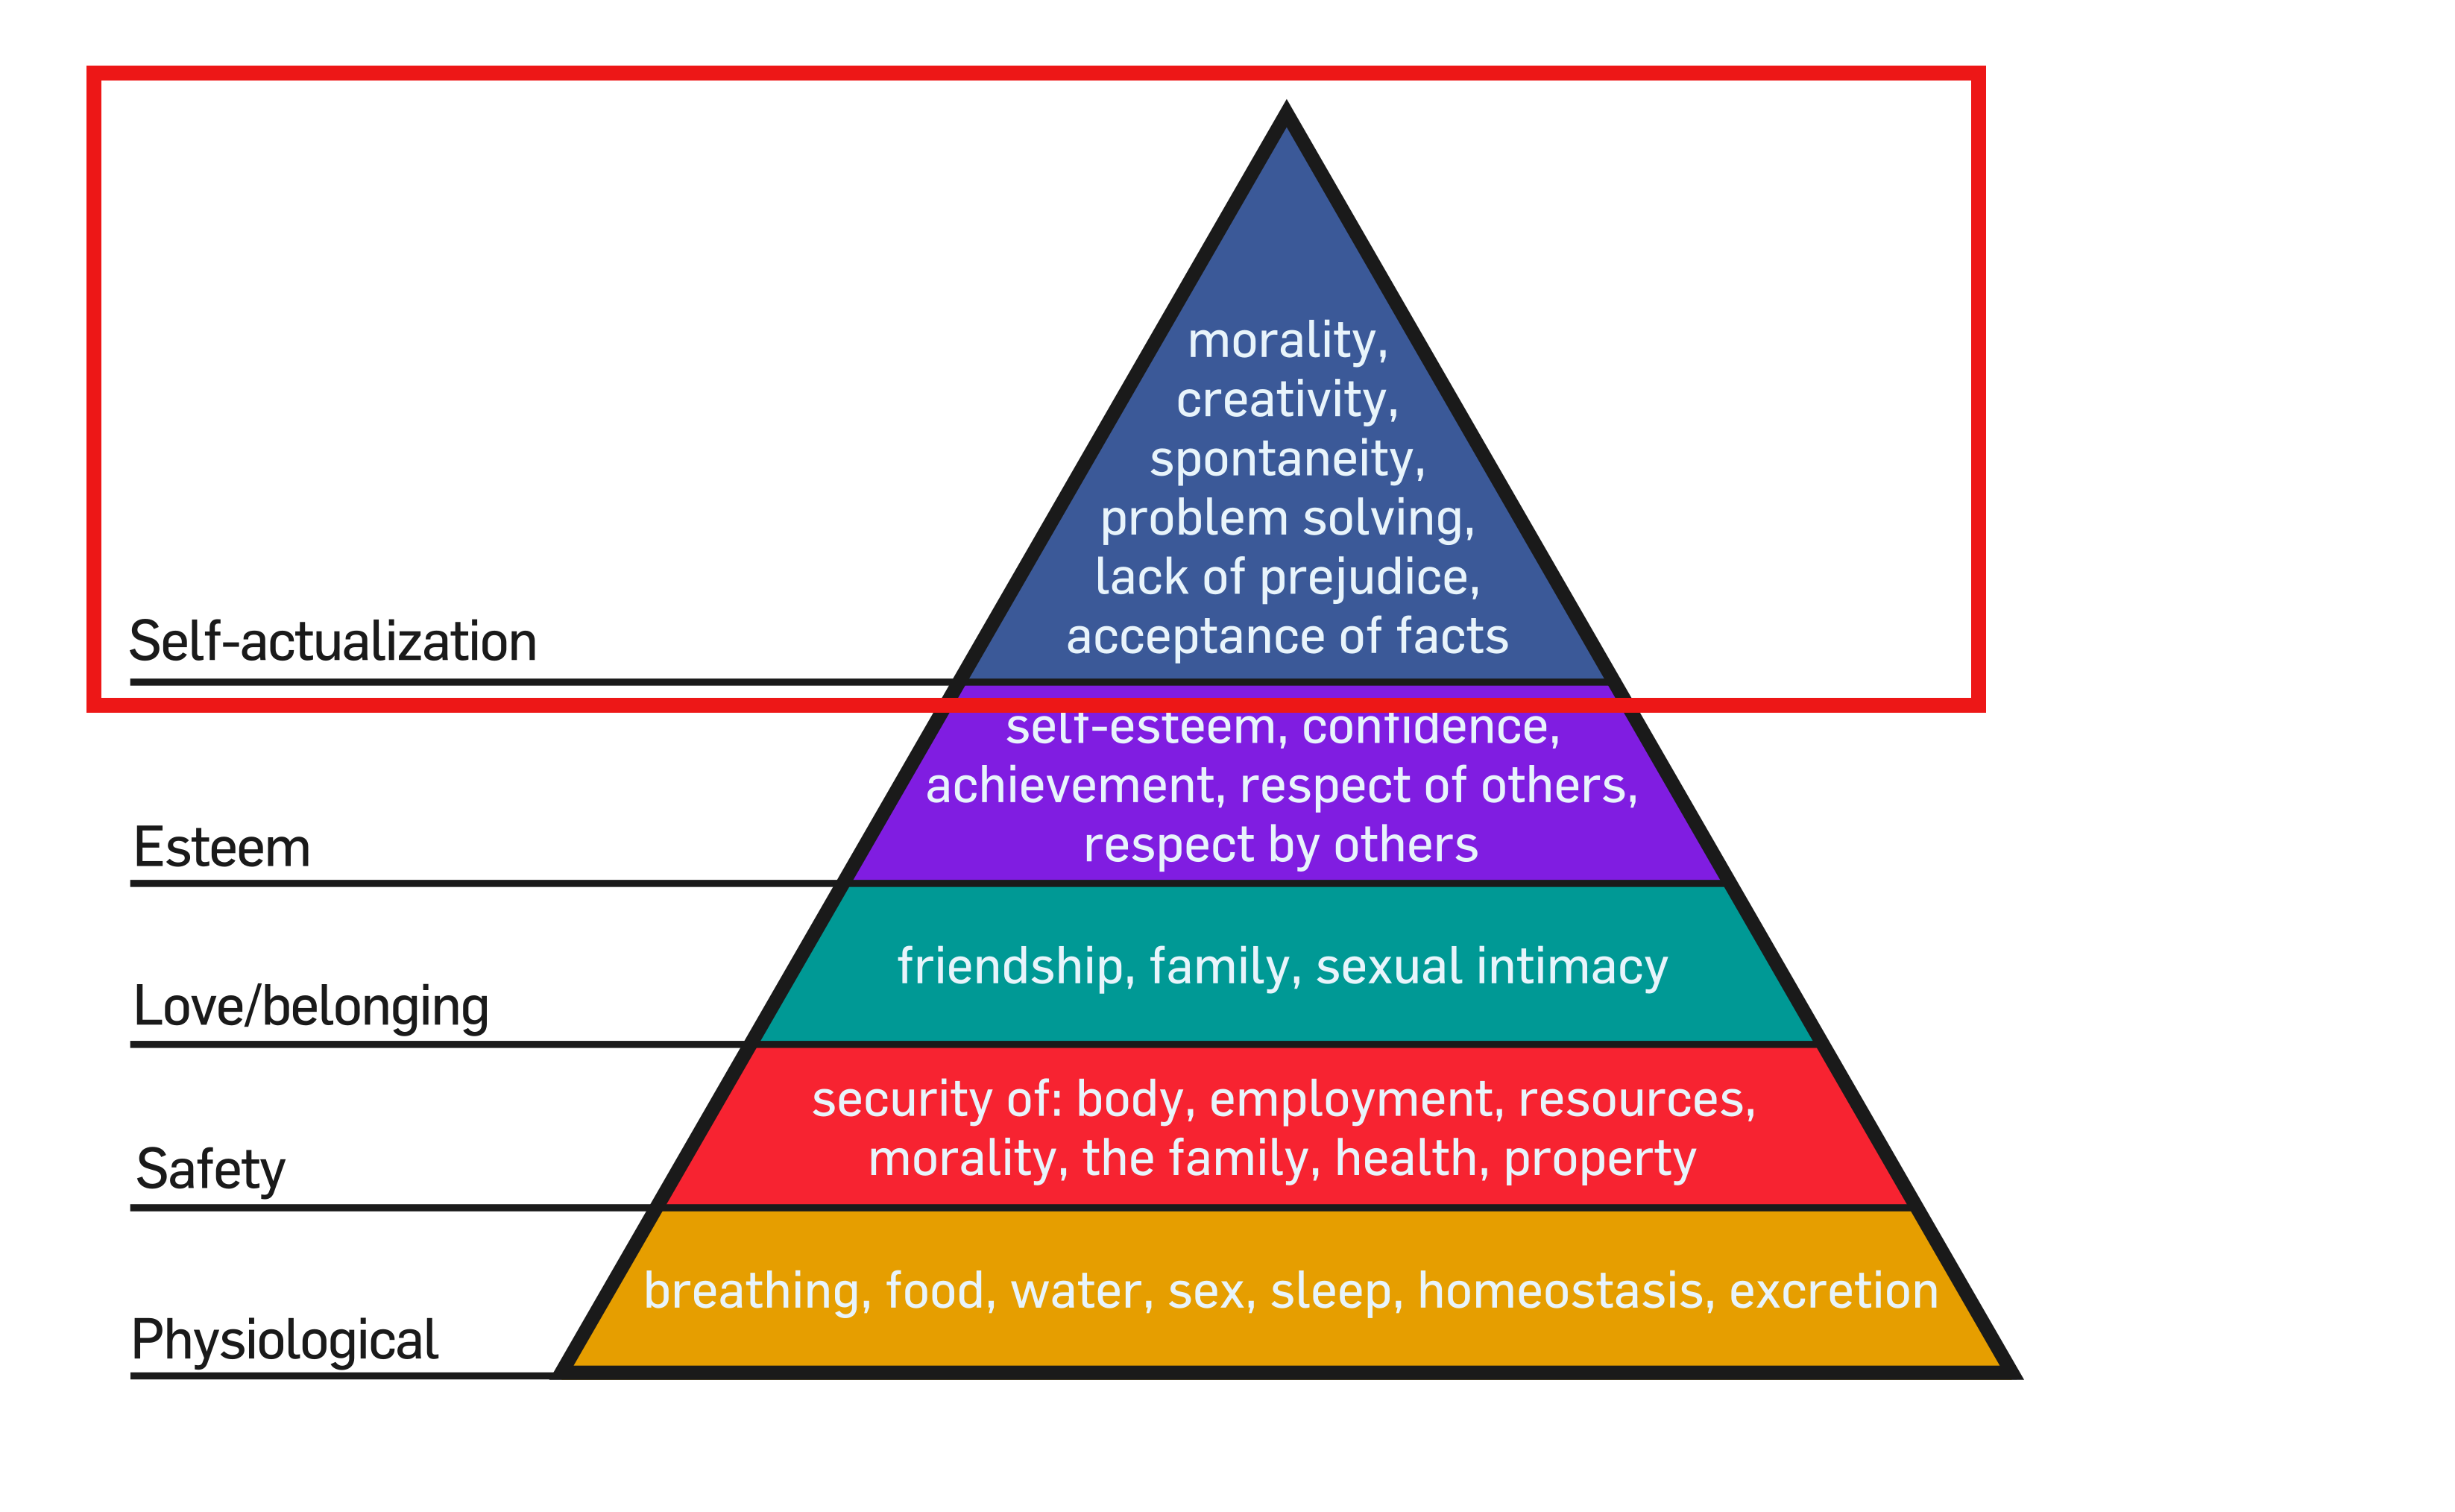 morality,
creativity,
spontaneity,
problem solving,
lack of prejudice,
acceptance of facts
Self-actualization
self-esteem, confidence,
achievement, respect of others,
respect by others
Esteem
friendship, family, sexual intimacy
Love/belonging
security of: body, employment, resources,
morality, the family, health, property
Safety
breathing, food, water, sex, sleep, homeostasis, excretion
Physiological